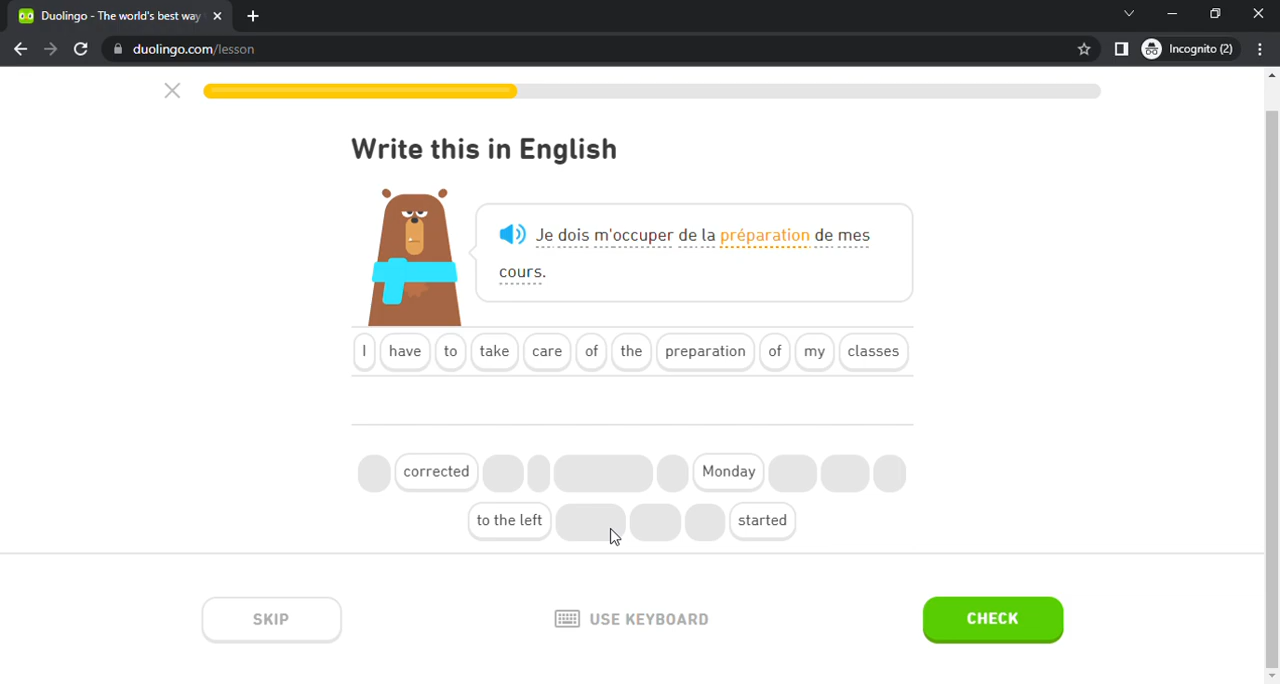 Duolingo - The world's best way
duolingo.com/lesson
Incognito (2)
Write this in English
Je dois m'occuper de la préparation de mes
cours.
I have to take care of the preparation of my classes
corrected Monday
to the left started
SKIP USE KEYBOARD CHECK